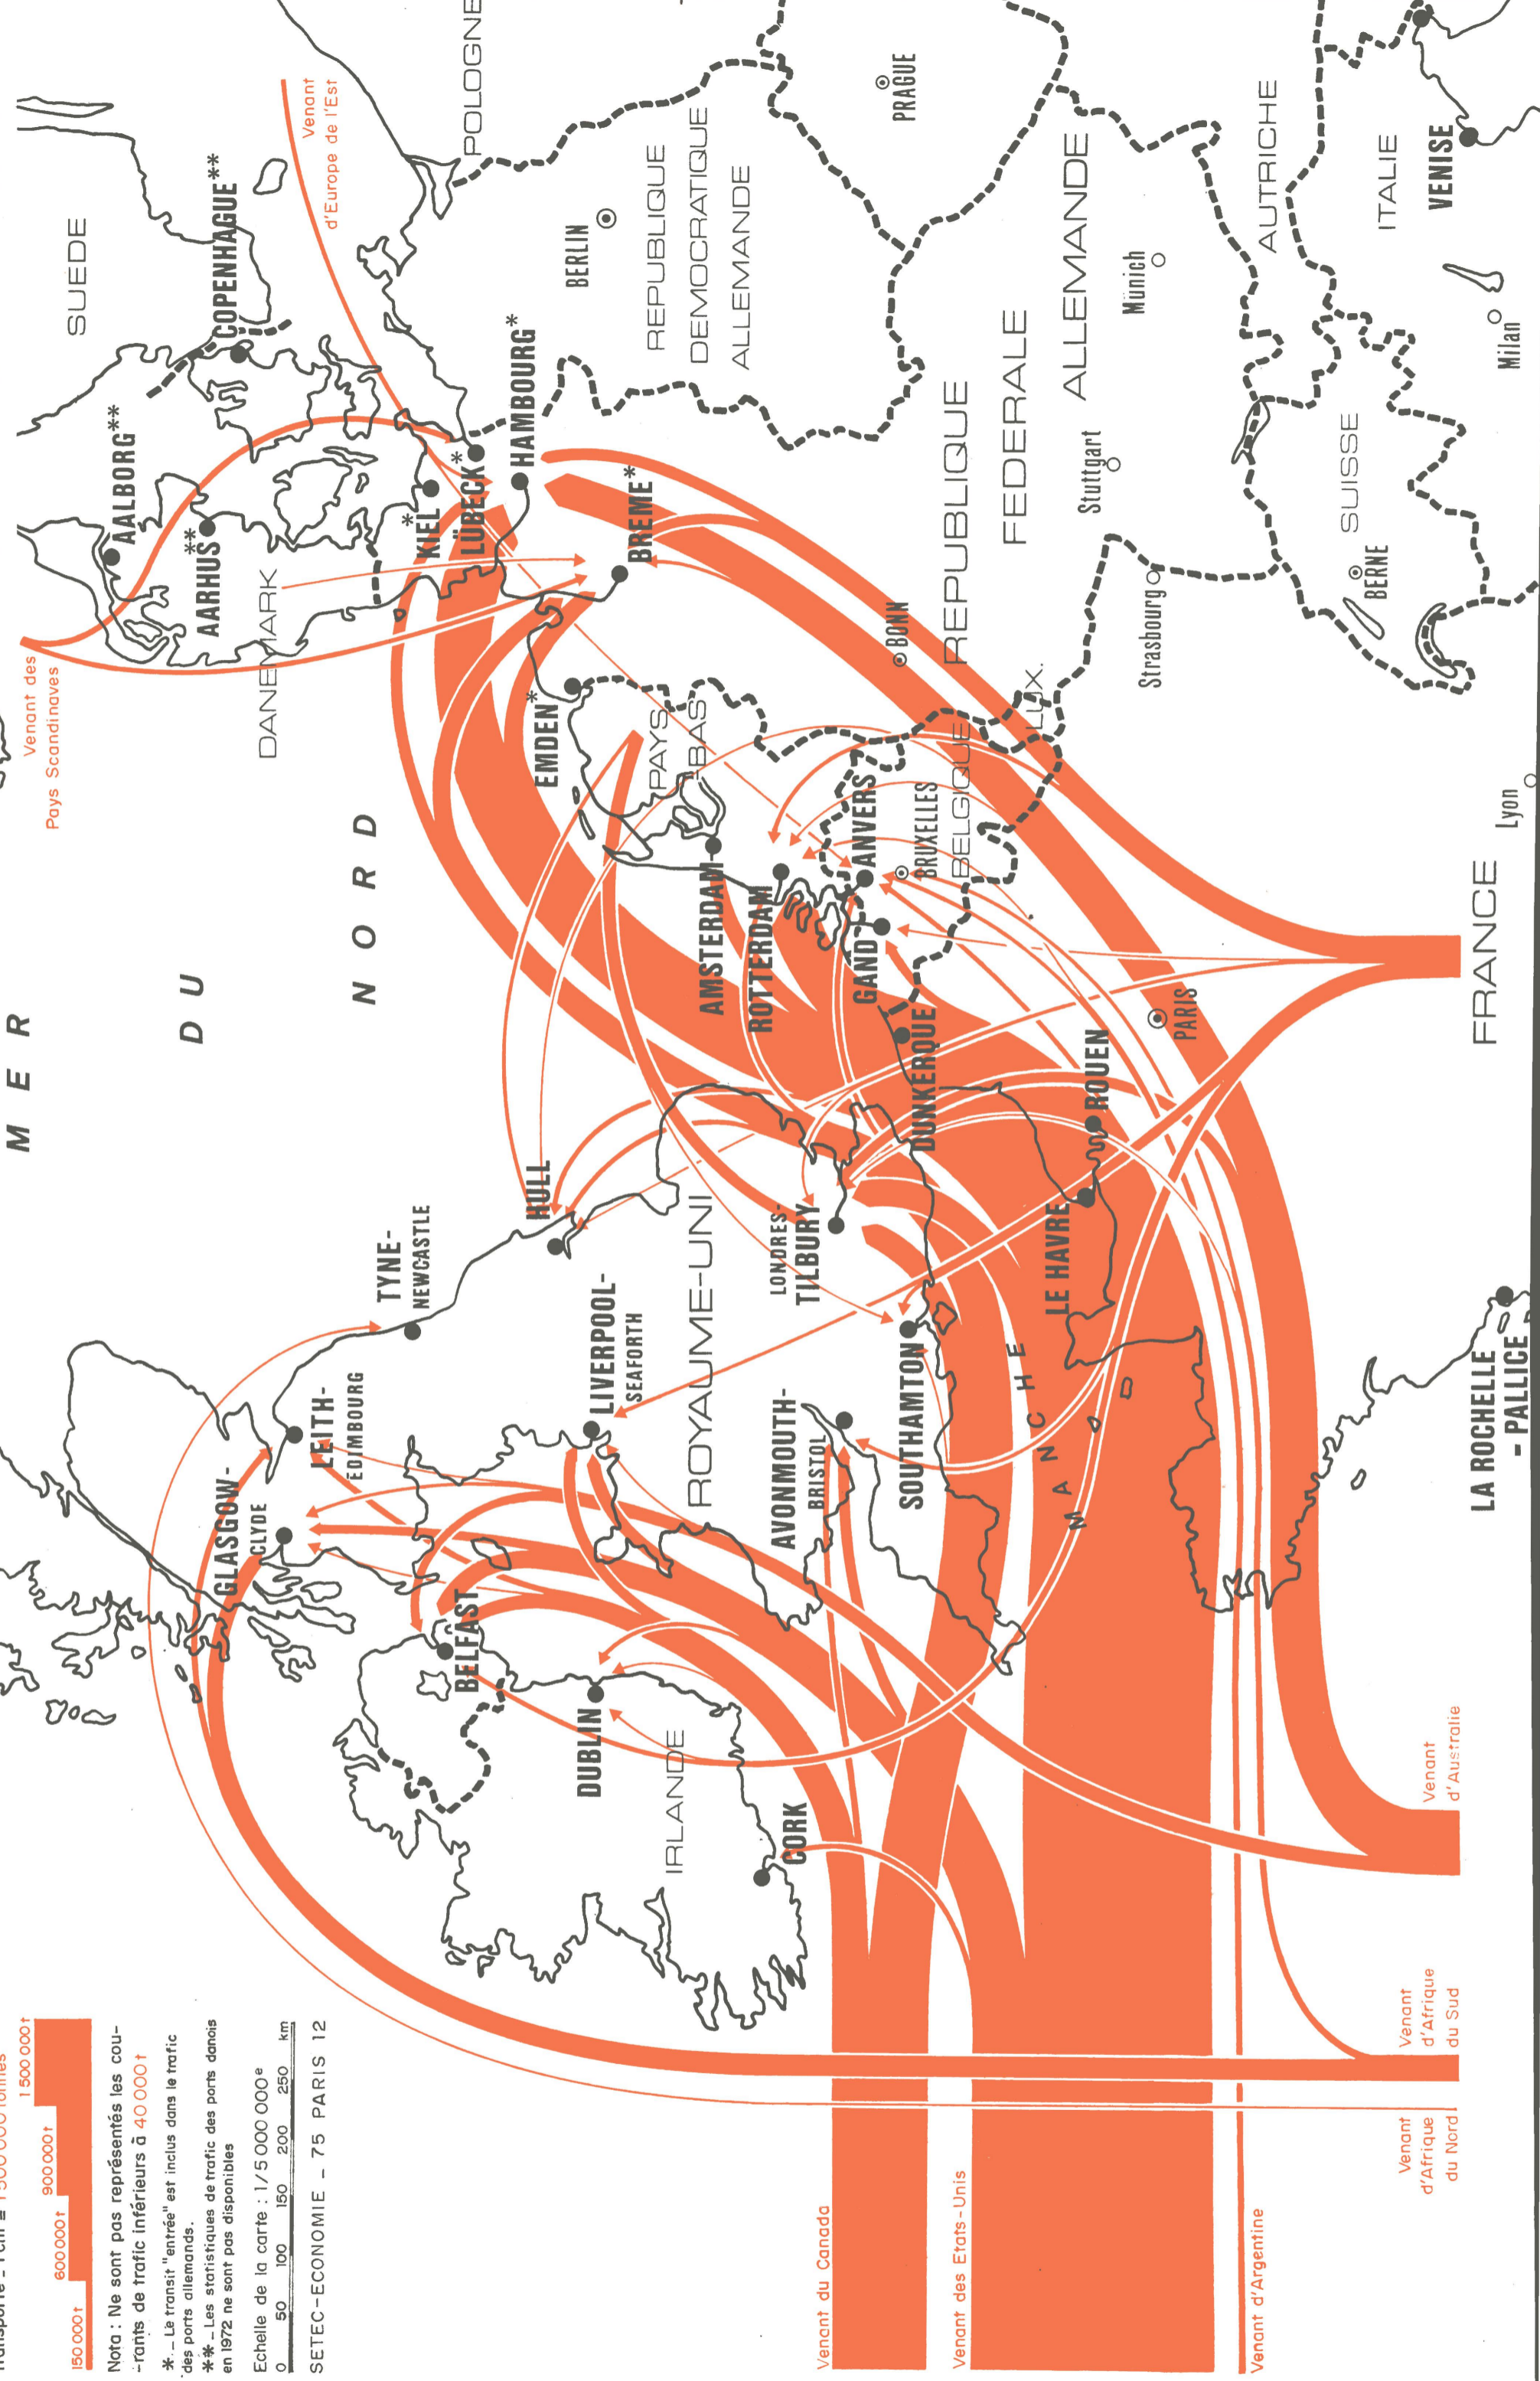 1 500 000 t
900 000 t
600 000 t
150 000 t
Nota : Ne sont pas représentés les cou-
-rants de trafic inférieurs à 40 000 t
* _ Le transit "entrée" est inclus dans le trafic
des ports allemands.
** _ Les statistiques de trafic des ports danois
en 1972 ne sont pas disponibles
Echelle de la carte : 1/5 000 000e
0 50 100 150 200 250 km
SETEC-ECONOMIE _ 75 PARIS 12
MER
DU
NORD
Venant des
Pays Scandinaves
Venant
d'Europe de l'Est
SUÈDE
POLOGNE
AALBORG**
AARHUS**
COPENHAGUE**
DANEMARK
KIEL*
LÜBECK*
HAMBOURG*
BREME*
EMDEN*
BERLIN
REPUBLIQUE
DEMOCRATIQUE
ALLEMANDE
PRAGUE
GLASGOW-
CLYDE
LEITH-
EDIMBOURG
TYNE-
NEWCASTLE
HULL
BELFAST
LIVERPOOL-
SEAFORTH
DUBLIN
IRLANDE
CORK
ROYAUME-UNI
AVONMOUTH-
BRISTOL
LONDRES-
TILBURY
SOUTHAMTON
MANCHE
PAYS
BAS
AMSTERDAM
ROTTERDAM
ANVERS
GAND
BRUXELLES
BELGIQUE
LUX.
DUNKERQUE
LE HAVRE
ROUEN
PARIS
BONN
REPUBLIQUE
FEDERALE
ALLEMANDE
Stuttgart
Münich
Strasbourg
AUTRICHE
SUISSE
BERNE
ITALIE
VENISE
Milan
Lyon
FRANCE
LA ROCHELLE
- PALLICE
Venant du Canada
Venant des Etats-Unis
Venant d'Argentine
Venant
d'Afrique
du Nord
Venant
d'Afrique
du Sud
Venant
d'Australie